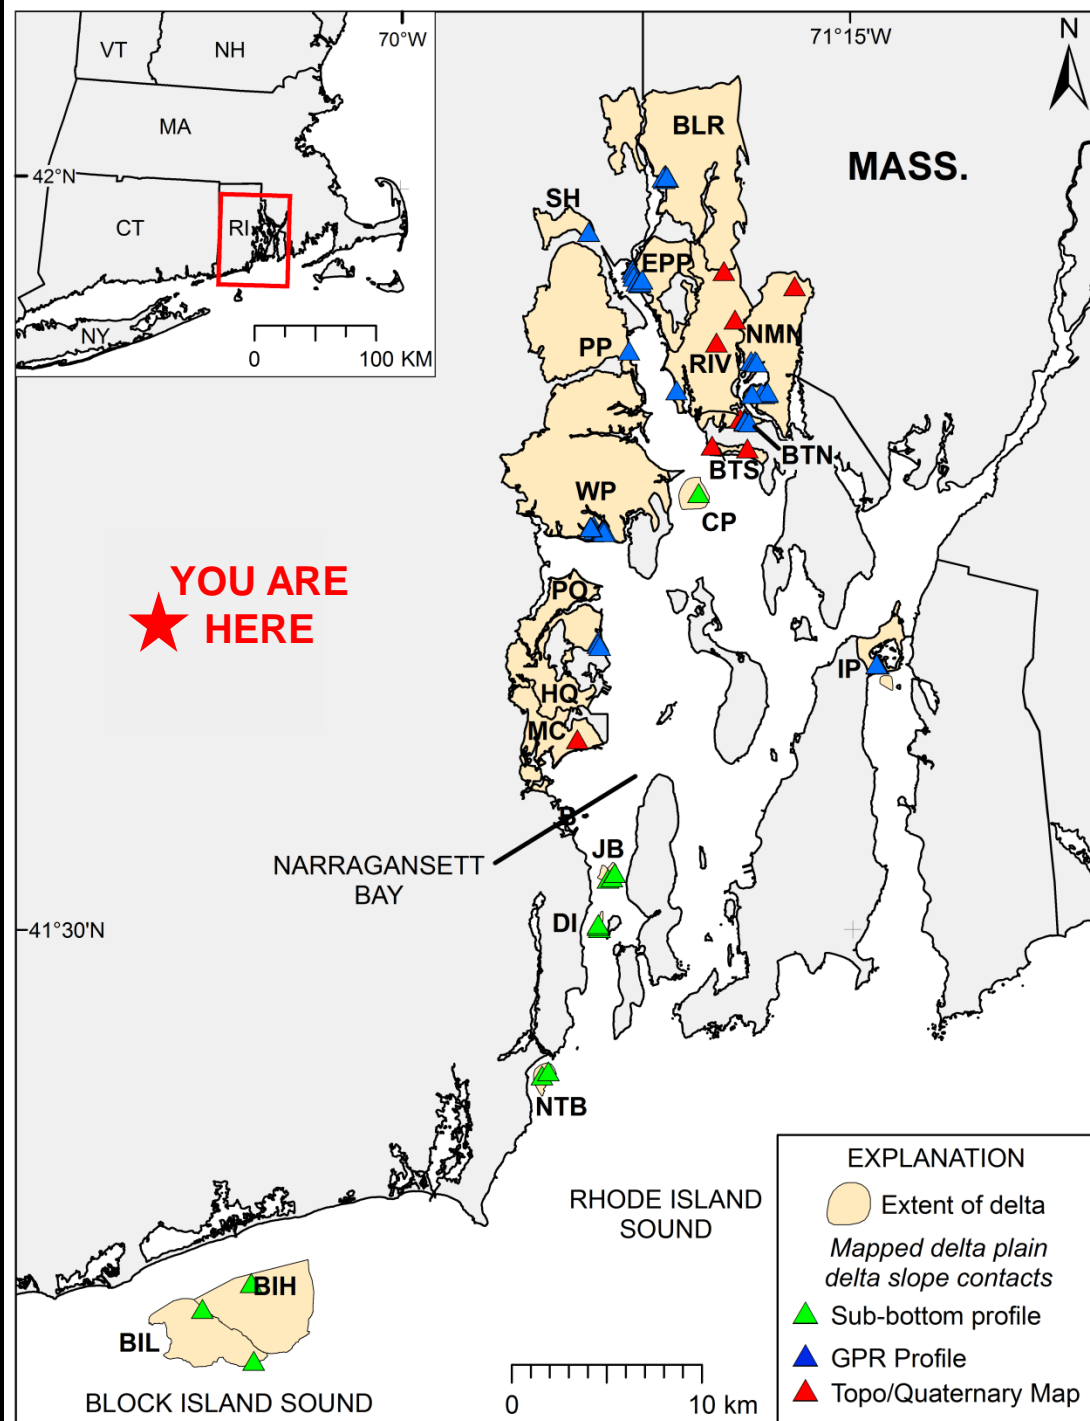 70°W
VT
NH
MA
42°N
CT
RI
NY
0
100 KM
71°15'W
N
BLR
MASS.
SH
EPP
PP
NMN
RIV
BTN
BTS
WP
CP
YOU ARE
HERE
PQ
IP
HQ
MC
B
NARRAGANSETT
BAY
JB
DI
41°30'N
NTB
RHODE ISLAND
SOUND
BIH
BIL
BLOCK ISLAND SOUND
0
10 km
EXPLANATION
Extent of delta
Mapped delta plain
delta slope contacts
Sub-bottom profile
GPR Profile
Topo/Quaternary Map